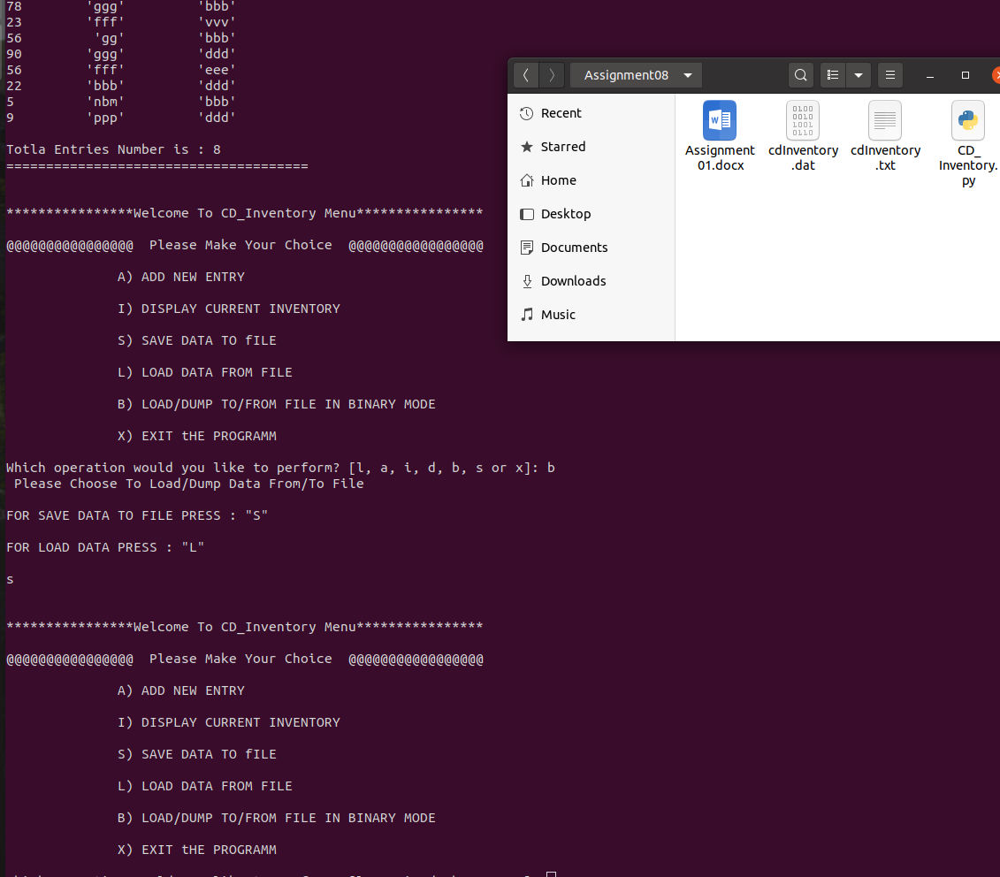 78        'ggg'         'bbb'
23        'fff'         'vvv'
56         'gg'         'bbb'
90        'ggg'         'ddd'
56        'fff'         'eee'
22        'bbb'         'ddd'
5         'nbm'         'bbb'
9         'ppp'         'ddd'
Totla Entries Number is : 8
======================================
****************Welcome To CD_Inventory Menu****************
@@@@@@@@@@@@@@@@  Please Make Your Choice  @@@@@@@@@@@@@@@@@
A) ADD NEW ENTRY
I) DISPLAY CURRENT INVENTORY
S) SAVE DATA TO fILE
L) LOAD DATA FROM FILE
B) LOAD/DUMP TO/FROM FILE IN BINARY MODE
X) EXIT tHE PROGRAMM
Which operation would you like to perform? [l, a, i, d, b, s or x]: b
Please Choose To Load/Dump Data From/To File
FOR SAVE DATA TO FILE PRESS : "S"
FOR LOAD DATA PRESS : "L"
s
****************Welcome To CD_Inventory Menu****************
@@@@@@@@@@@@@@@@  Please Make Your Choice  @@@@@@@@@@@@@@@@@
A) ADD NEW ENTRY
I) DISPLAY CURRENT INVENTORY
S) SAVE DATA TO fILE
L) LOAD DATA FROM FILE
B) LOAD/DUMP TO/FROM FILE IN BINARY MODE
X) EXIT tHE PROGRAMM
Assignment08
Recent
Starred
Home
Desktop
Documents
Downloads
Music
Assignment
01.docx
cdInventory
.dat
cdInventory
.txt
CD_
Inventory.
py